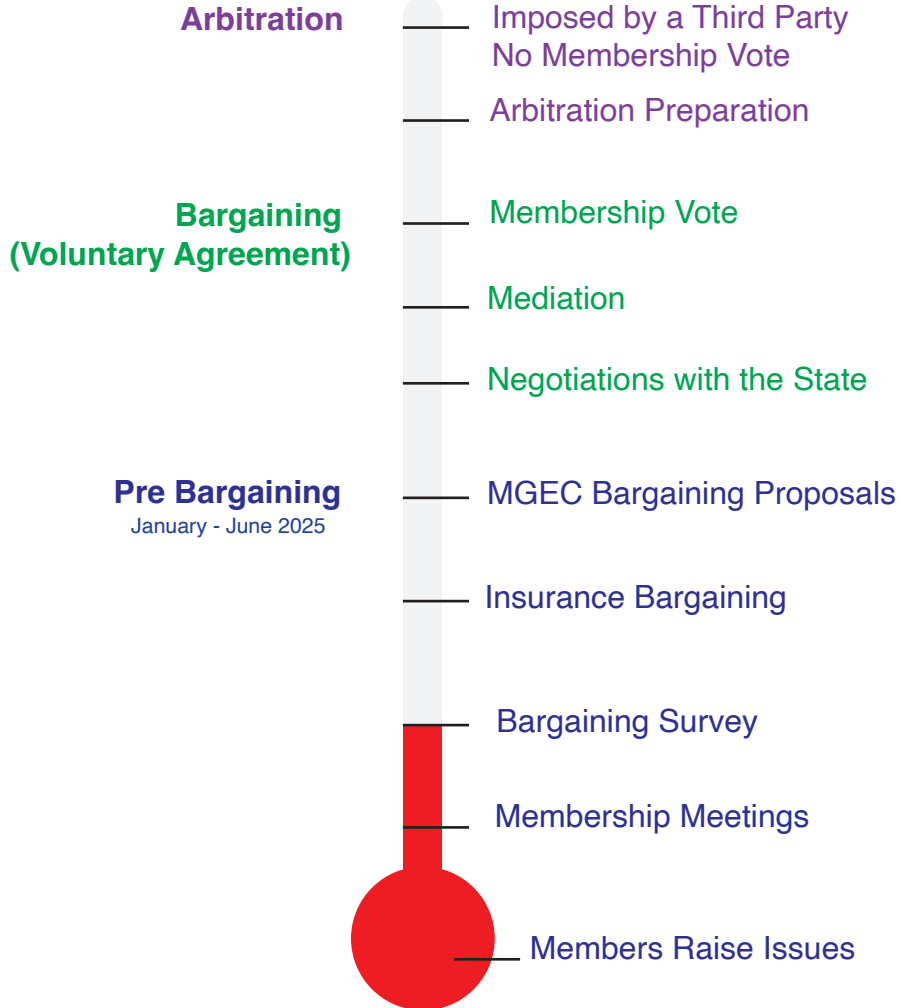 Arbitration
Imposed by a Third Party
No Membership Vote
Arbitration Preparation
Bargaining
(Voluntary Agreement)
Membership Vote
Mediation
Negotiations with the State
Pre Bargaining
January - June 2025
MGEC Bargaining Proposals
Insurance Bargaining
Bargaining Survey
Membership Meetings
Members Raise Issues